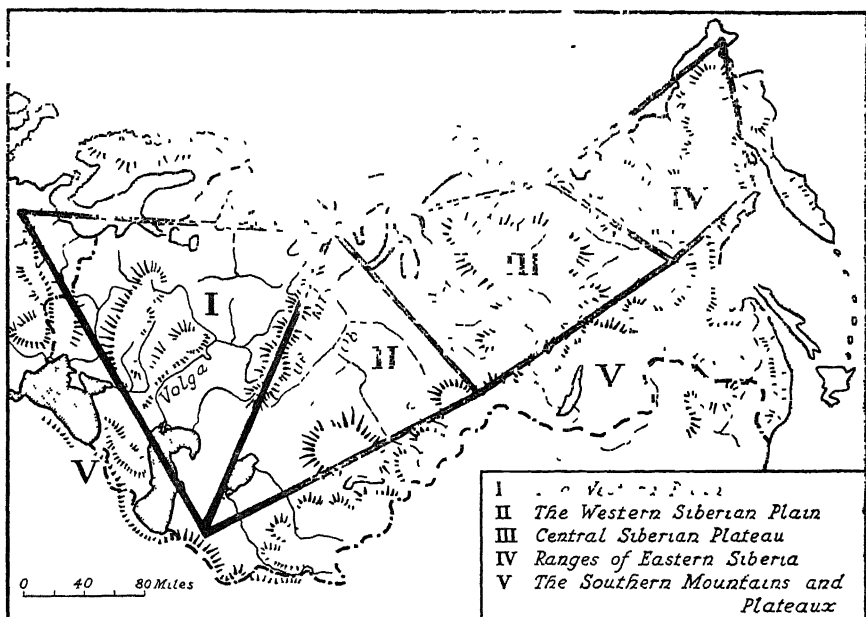 I
II
III
IV
V
V
Volga
0 40 80 Miles
I
II The Western Siberian Plain
III Central Siberian Plateau
IV Ranges of Eastern Siberia
V The Southern Mountains and
Plateaux